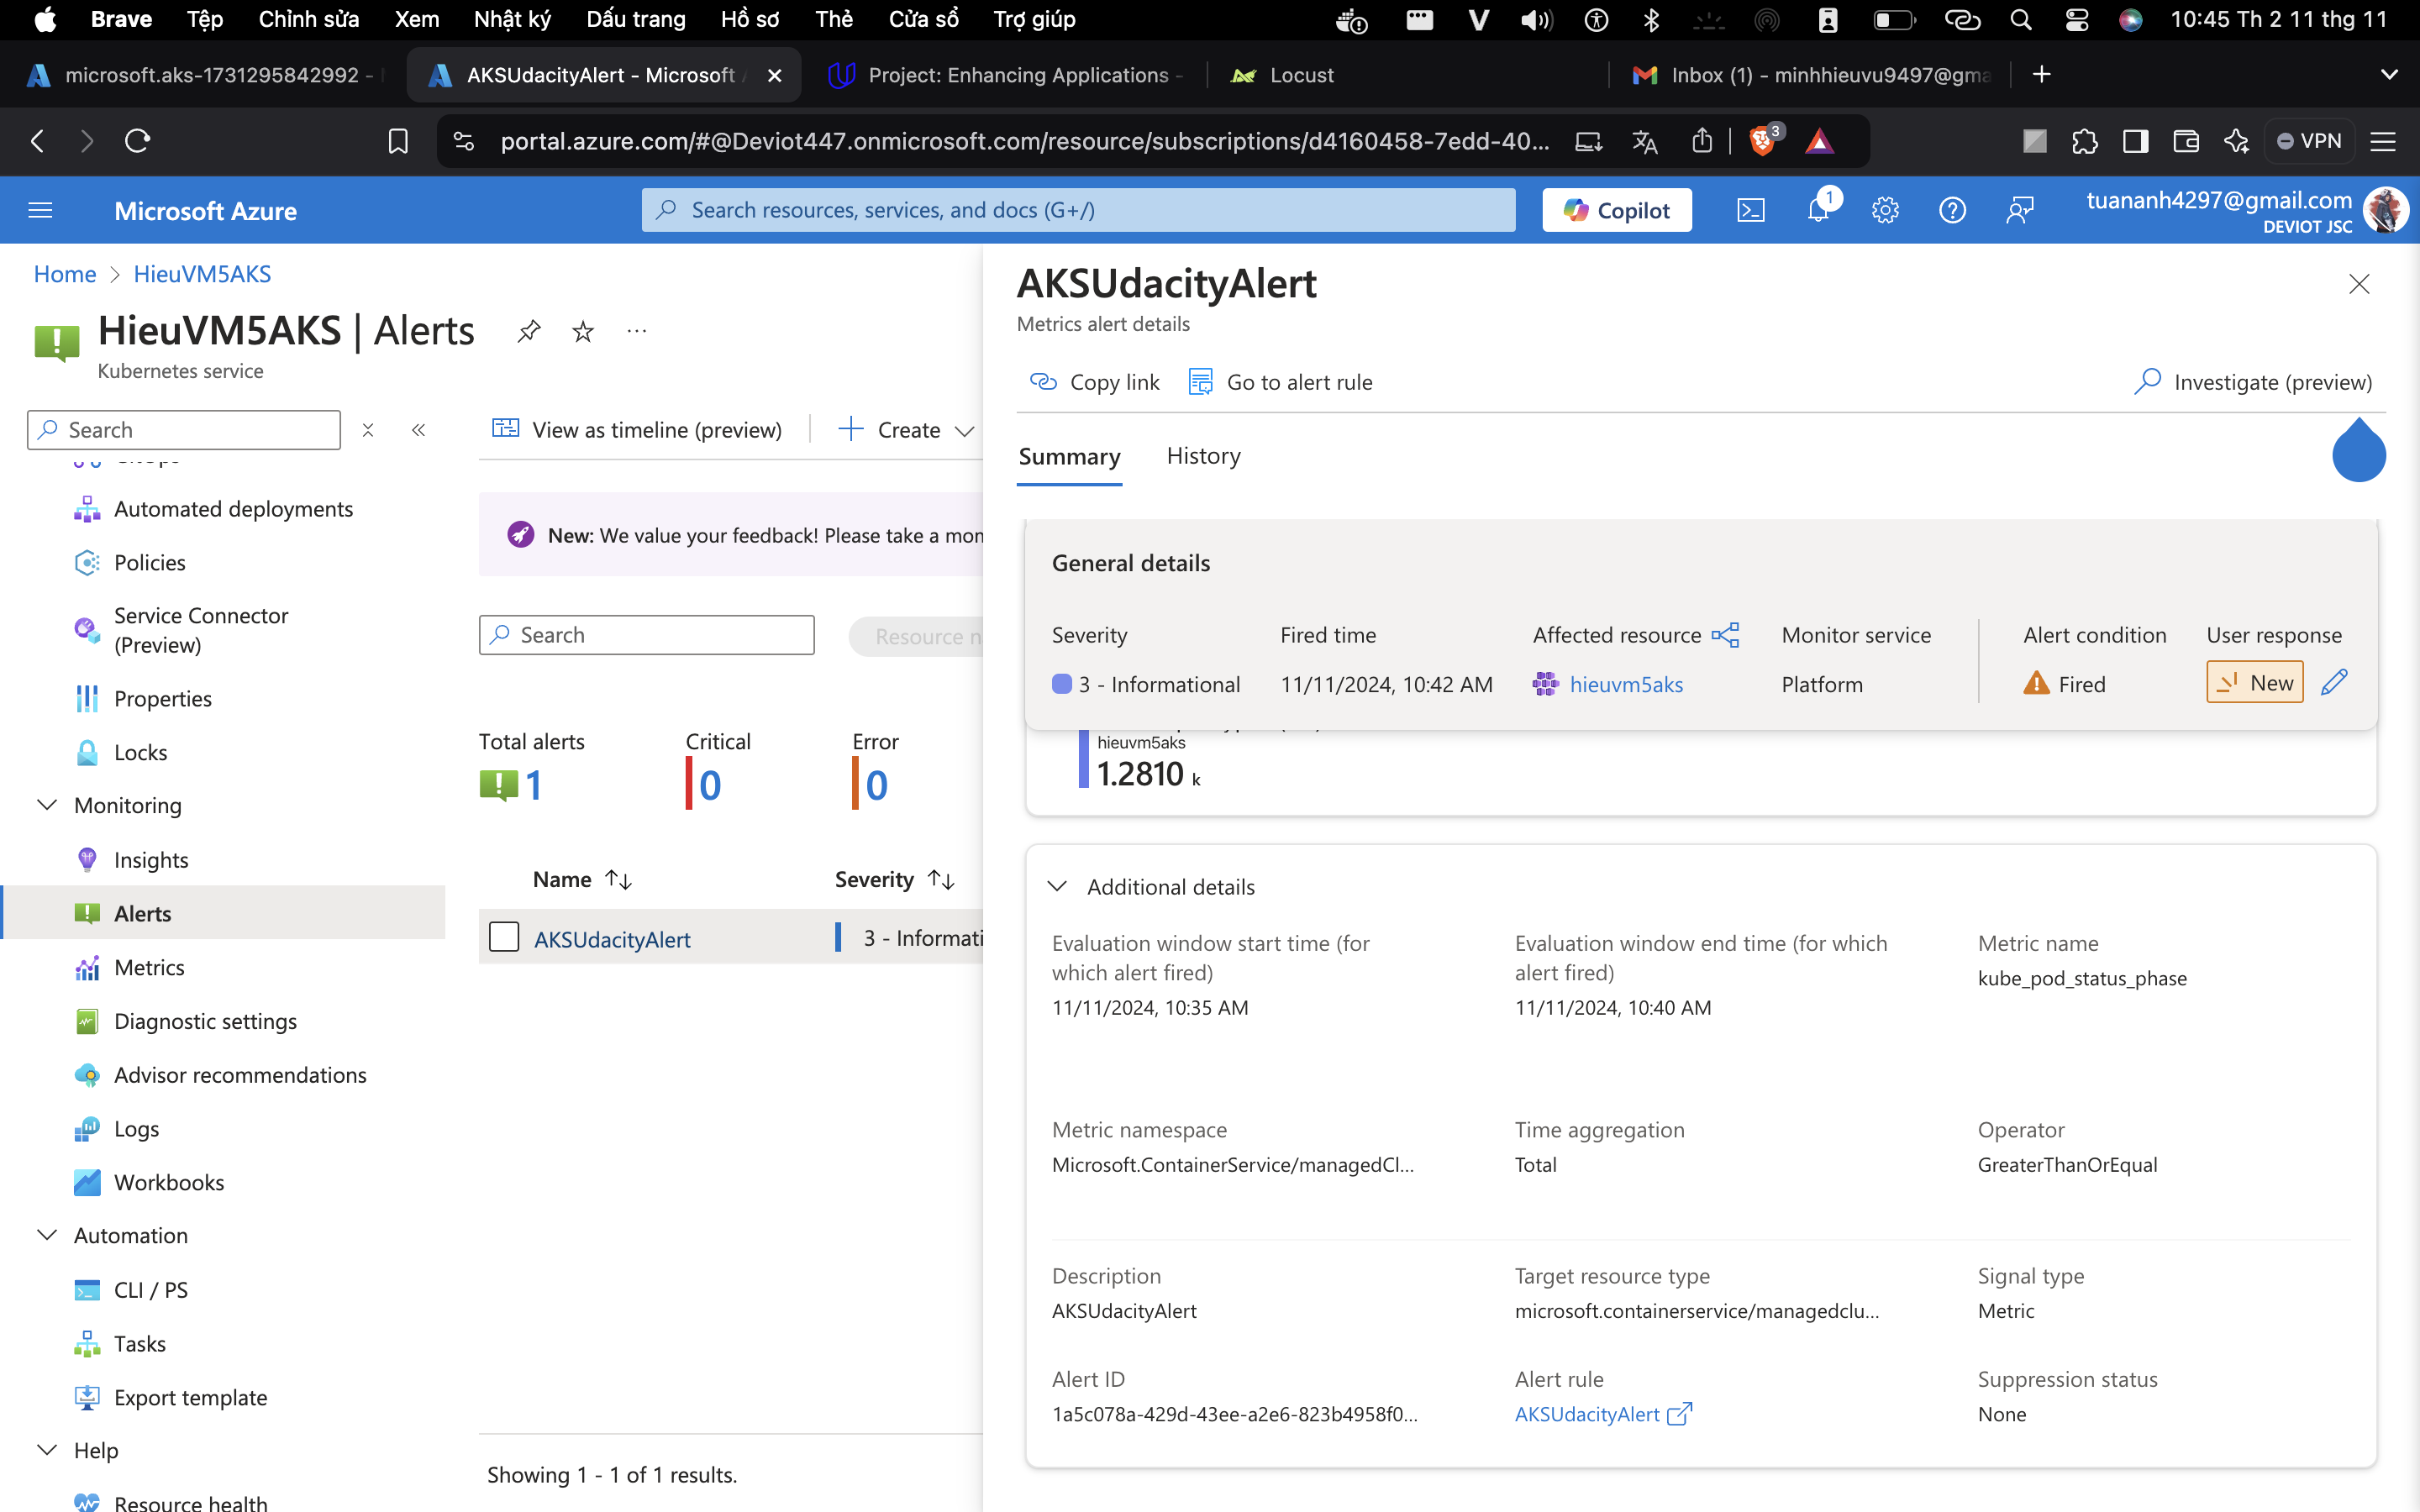 Brave Tệp Chỉnh sửa Xem Nhật ký Dấu trang Hồ sơ Thẻ Cửa sổ Trợ giúp
V
10:45 Th 2 11 thg 11
microsoft.aks-1731295842992 -
AKSUdacityAlert - Microsoft
Project: Enhancing Applications -
Locust
Inbox (1) - minhhieuvu9497@gma
portal.azure.com/#@Deviot447.onmicrosoft.com/resource/subscriptions/d4160458-7edd-40...
3
VPN
Microsoft Azure
Search resources, services, and docs (G+/)
Copilot
1
tuananh4297@gmail.com
DEVIOT JSC
Home > HieuVM5AKS
HieuVM5AKS | Alerts
...
Kubernetes service
Search
Automated deployments
Policies
Service Connector
(Preview)
Properties
Locks
Monitoring
Insights
Alerts
Metrics
Diagnostic settings
Advisor recommendations
Logs
Workbooks
Automation
CLI / PS
Tasks
Export template
Help
Resource health
View as timeline (preview)
Create
New: We value your feedback! Please take a mon
Search
Resource n
Total alerts
1
Critical
0
Error
0
Name
Severity
AKSUdacityAlert
3 - Informati
Showing 1 - 1 of 1 results.
AKSUdacityAlert
Metrics alert details
Copy link
Go to alert rule
Investigate (preview)
Summary
History
General details
Severity
3 - Informational
Fired time
11/11/2024, 10:42 AM
Affected resource
hieuvm5aks
Monitor service
Platform
Alert condition
Fired
User response
New
hieuvm5aks
1.2810 k
Additional details
Evaluation window start time (for
which alert fired)
11/11/2024, 10:35 AM
Evaluation window end time (for which
alert fired)
11/11/2024, 10:40 AM
Metric name
kube_pod_status_phase
Metric namespace
Microsoft.ContainerService/managedCl...
Time aggregation
Total
Operator
GreaterThanOrEqual
Description
AKSUdacityAlert
Target resource type
microsoft.containerservice/managedclu...
Signal type
Metric
Alert ID
1a5c078a-429d-43ee-a2e6-823b4958f0...
Alert rule
AKSUdacityAlert
Suppression status
None